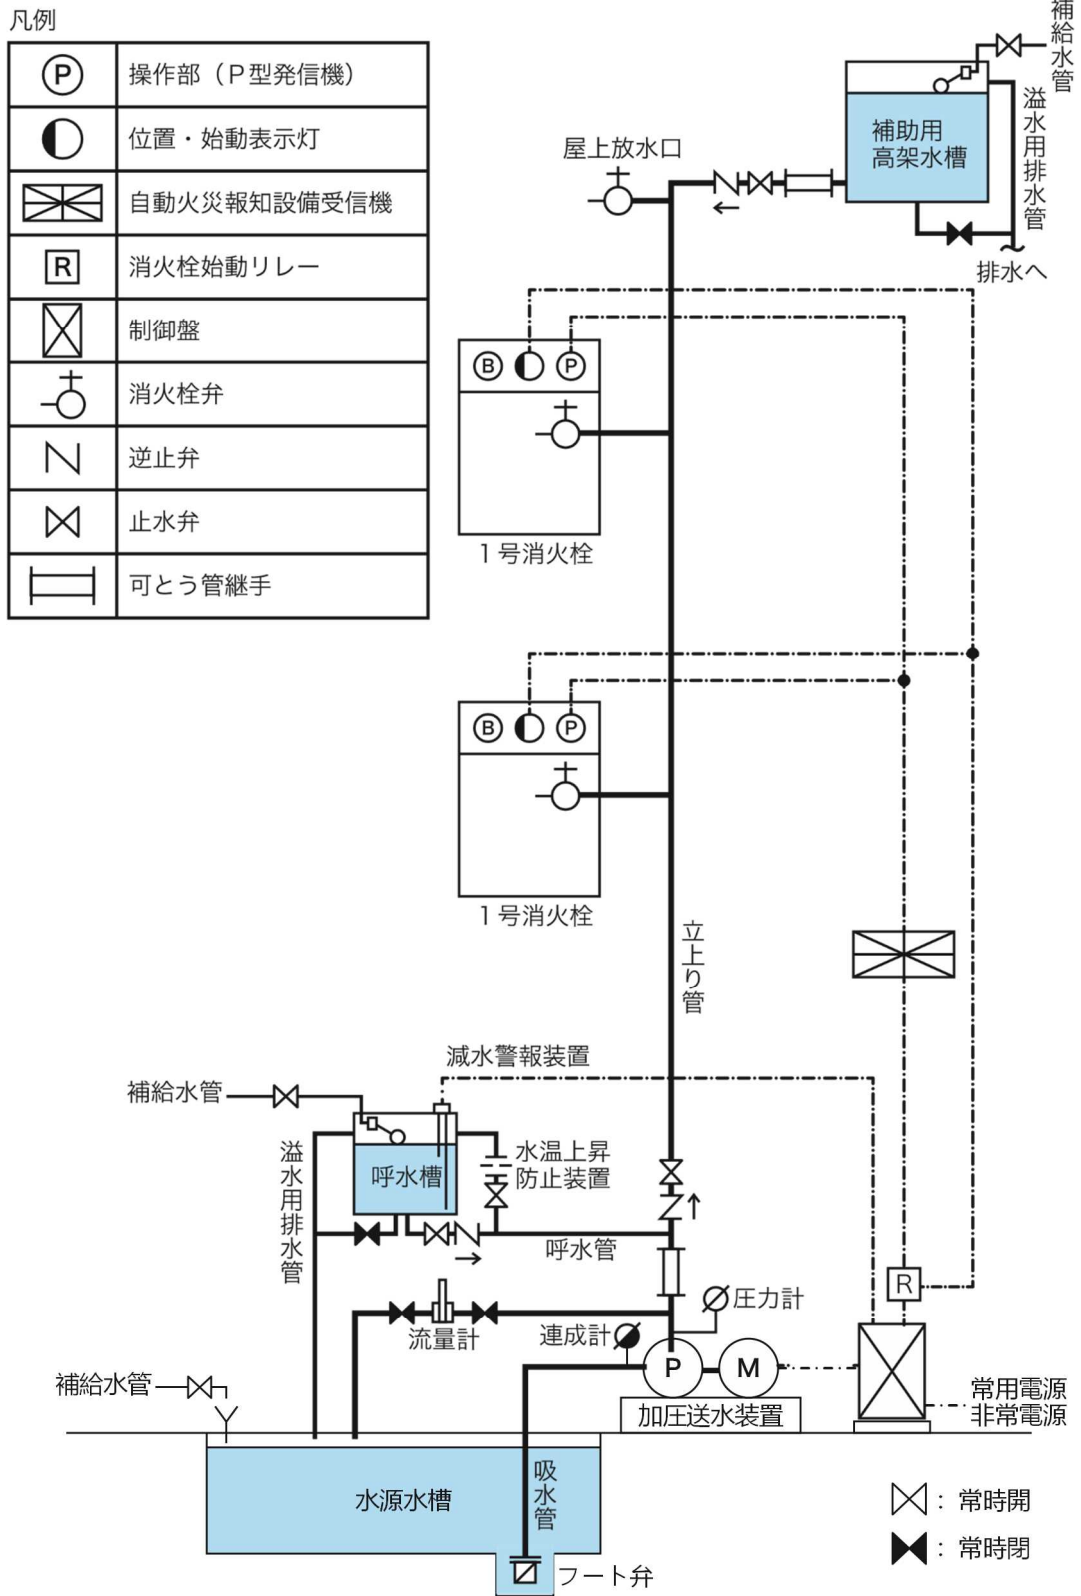 凡例
P
操作部（P型発信機）
位置・始動表示灯
自動火災報知設備受信機
R
消火栓始動リレー
制御盤
消火栓弁
逆止弁
止水弁
可とう管継手
補給水管
溢水用排水管
補助用
高架水槽
排水へ
屋上放水口
B
P
1号消火栓
B
P
1号消火栓
立上り管
減水警報装置
補給水管
溢水用排水管
呼水槽
水温上昇
防止装置
呼水管
流量計
連成計
圧力計
R
P
M
加圧送水装置
常用電源
非常電源
補給水管
水源水槽
吸水管
フート弁
：常時開
：常時閉